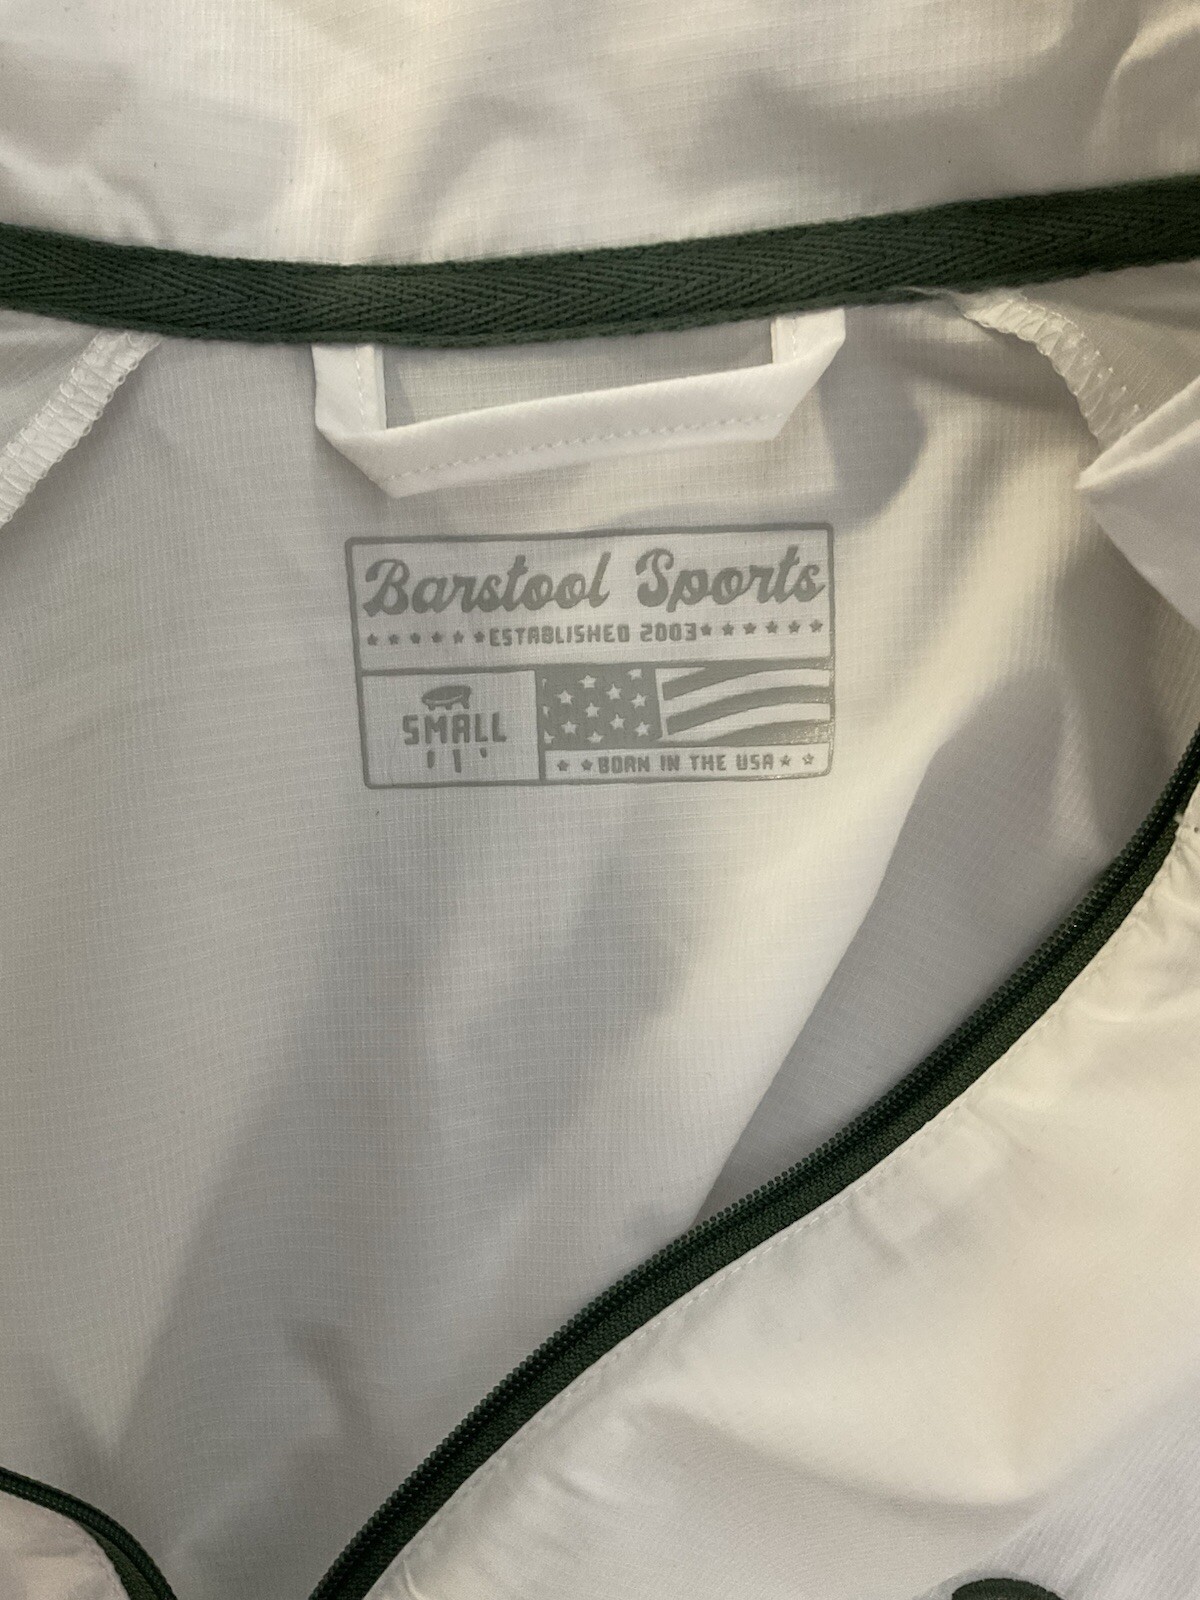 Barstool Sports
ESTABLISHED 2003
SMALL
BORN IN THE USA